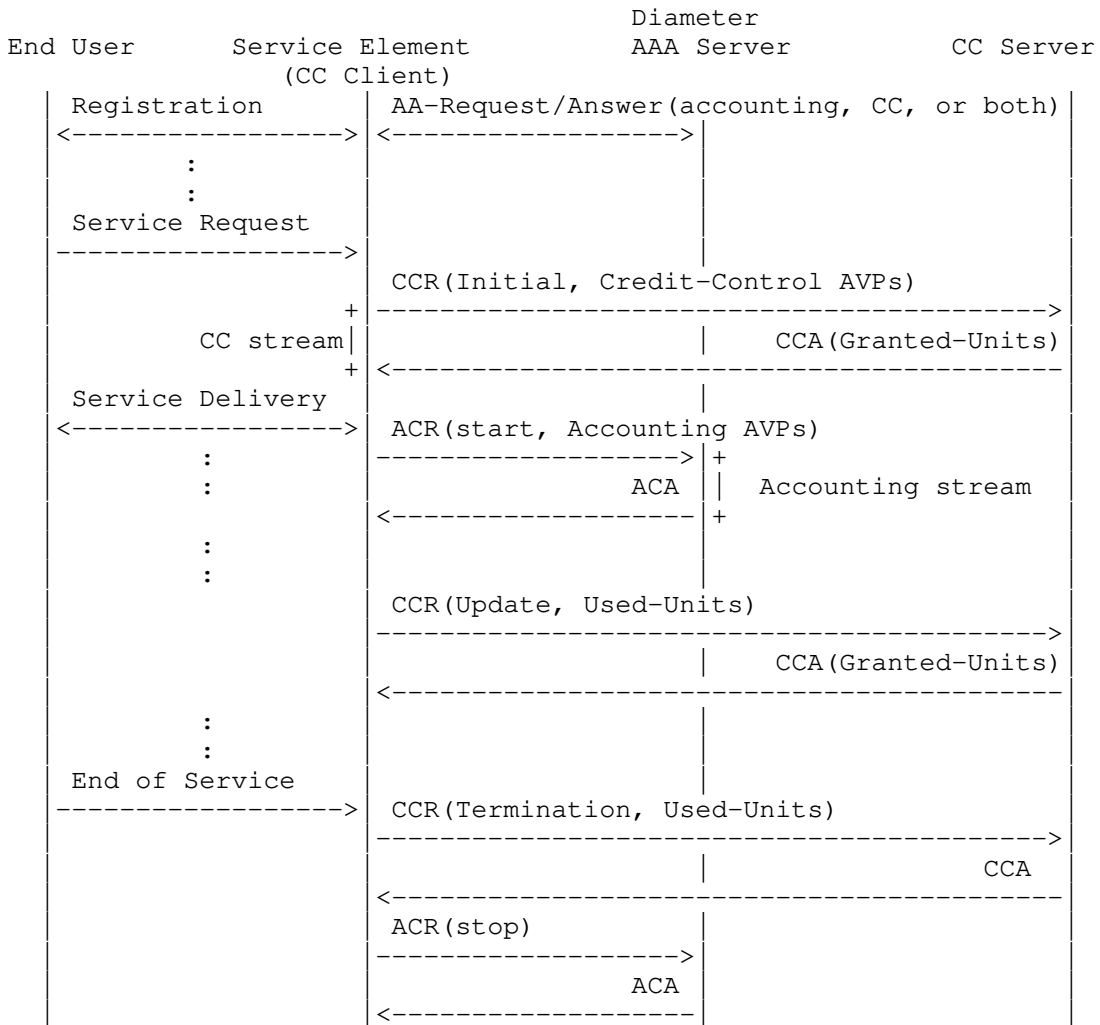 Diameter
End User Service Element AAA Server CC Server
(CC Client)
Registration AA-Request/Answer(accounting, CC, or both)
:
:
Service Request
CCR(Initial, Credit-Control AVPs)
CC stream CCA(Granted-Units)
Service Delivery
ACR(start, Accounting AVPs)
:
: ACA Accounting stream
:
:
CCR(Update, Used-Units)
CCA(Granted-Units)
:
:
End of Service
CCR(Termination, Used-Units)
CCA
ACR(stop)
ACA